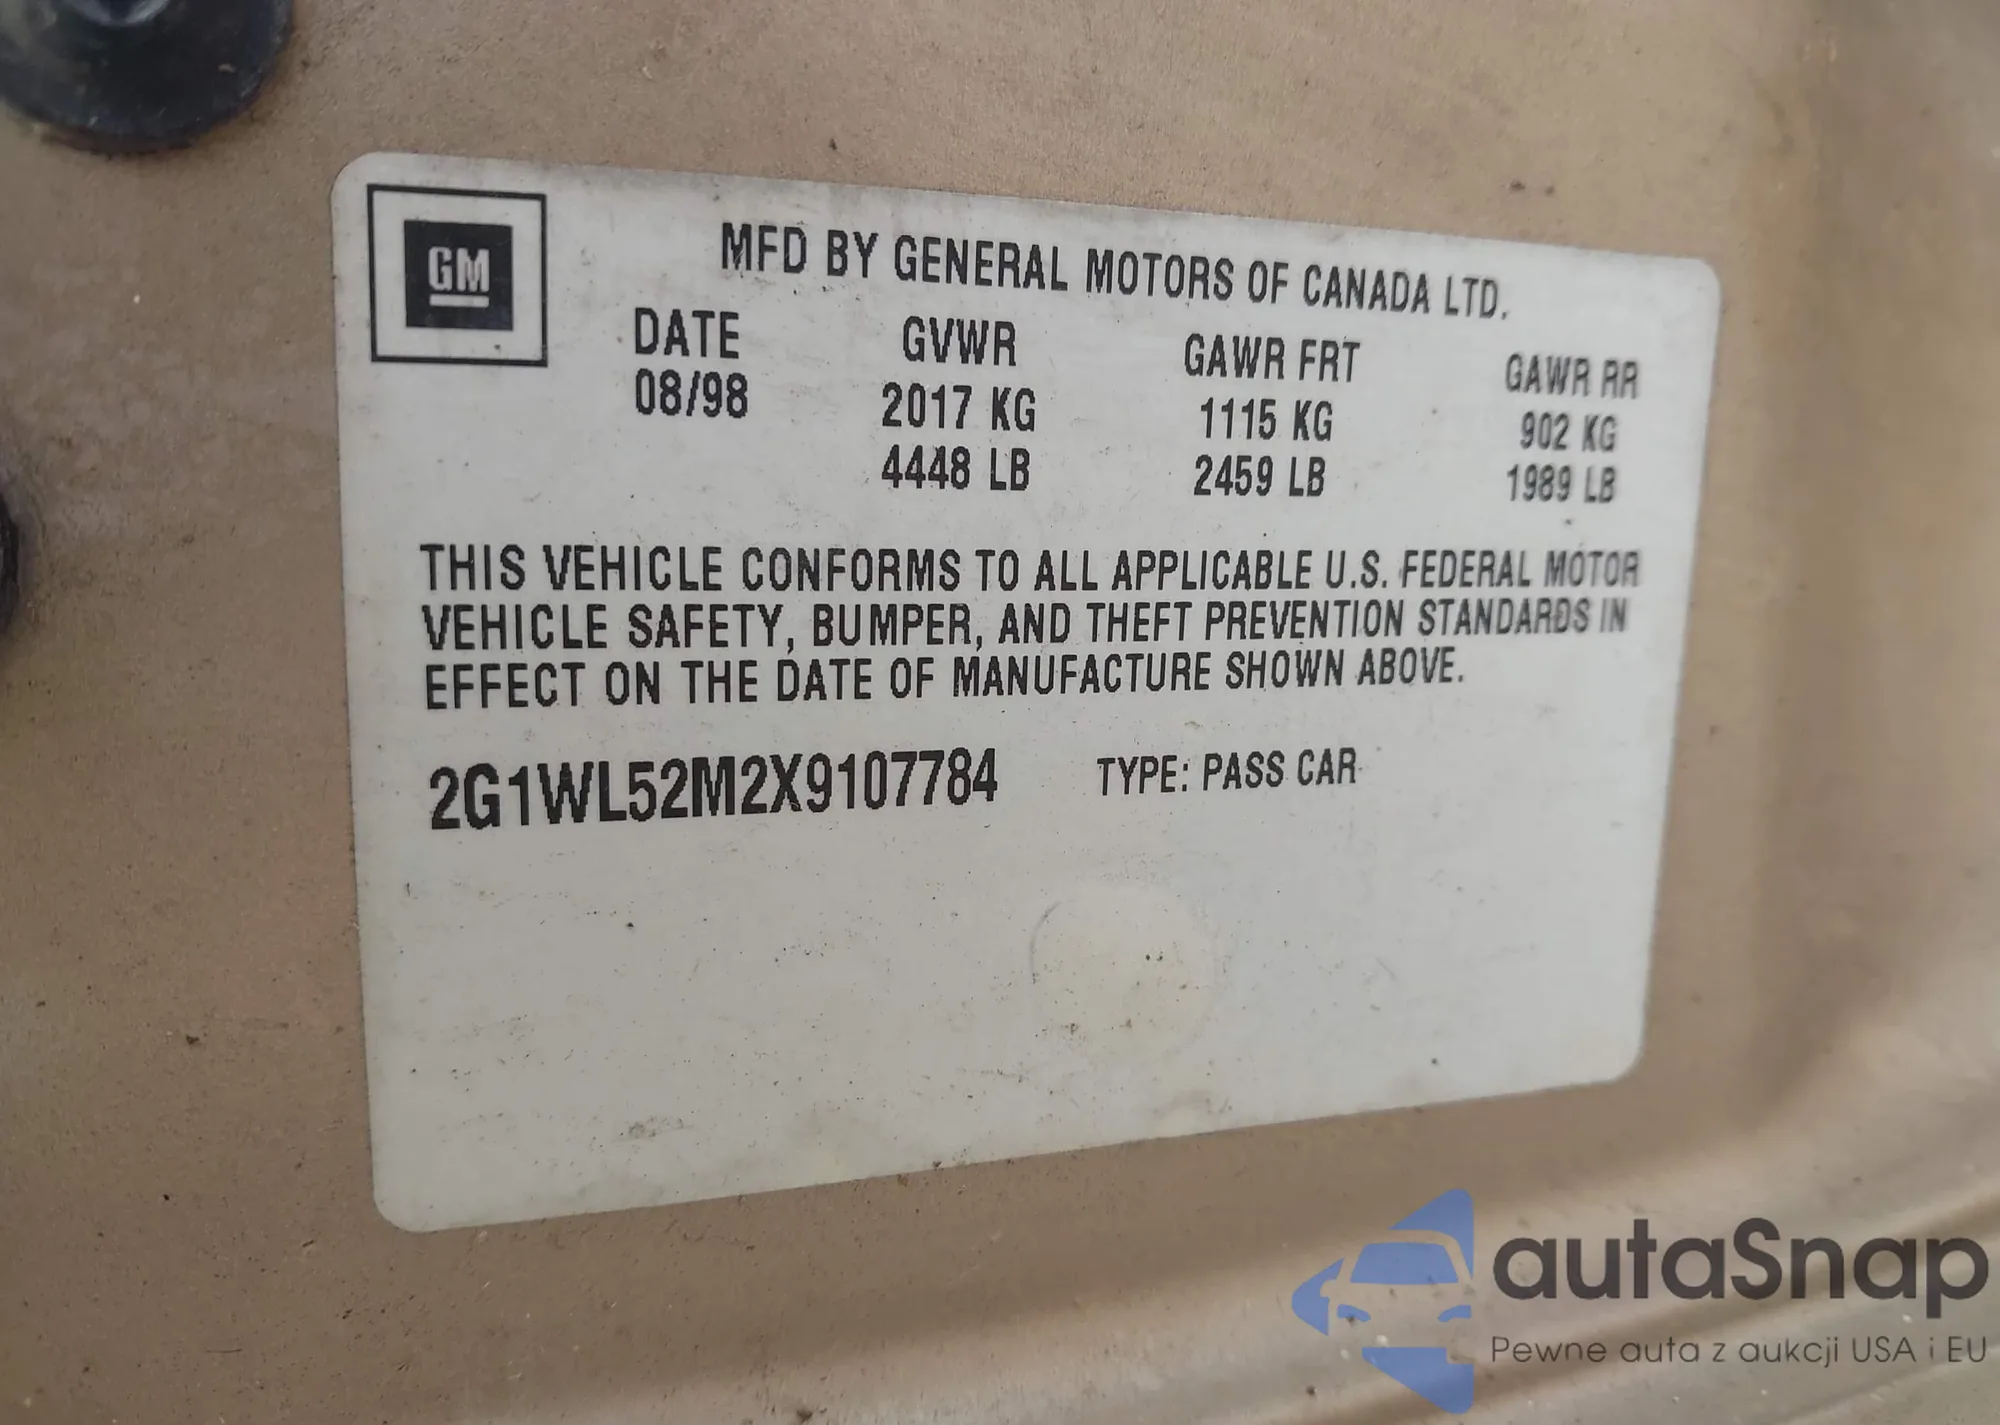 GM
MFD BY GENERAL MOTORS OF CANADA LTD.
DATE GVWR GAWR FRT GAWR RR
08/98 2017 KG 1115 KG 902 KG
4448 LB 2459 LB 1989 LB
THIS VEHICLE CONFORMS TO ALL APPLICABLE U.S. FEDERAL MOTOR
VEHICLE SAFETY, BUMPER, AND THEFT PREVENTION STANDARDS IN
EFFECT ON THE DATE OF MANUFACTURE SHOWN ABOVE.
2G1WL52M2X9107784 TYPE: PASS CAR
autaSnap
Pewne auta z aukcji USA i EU